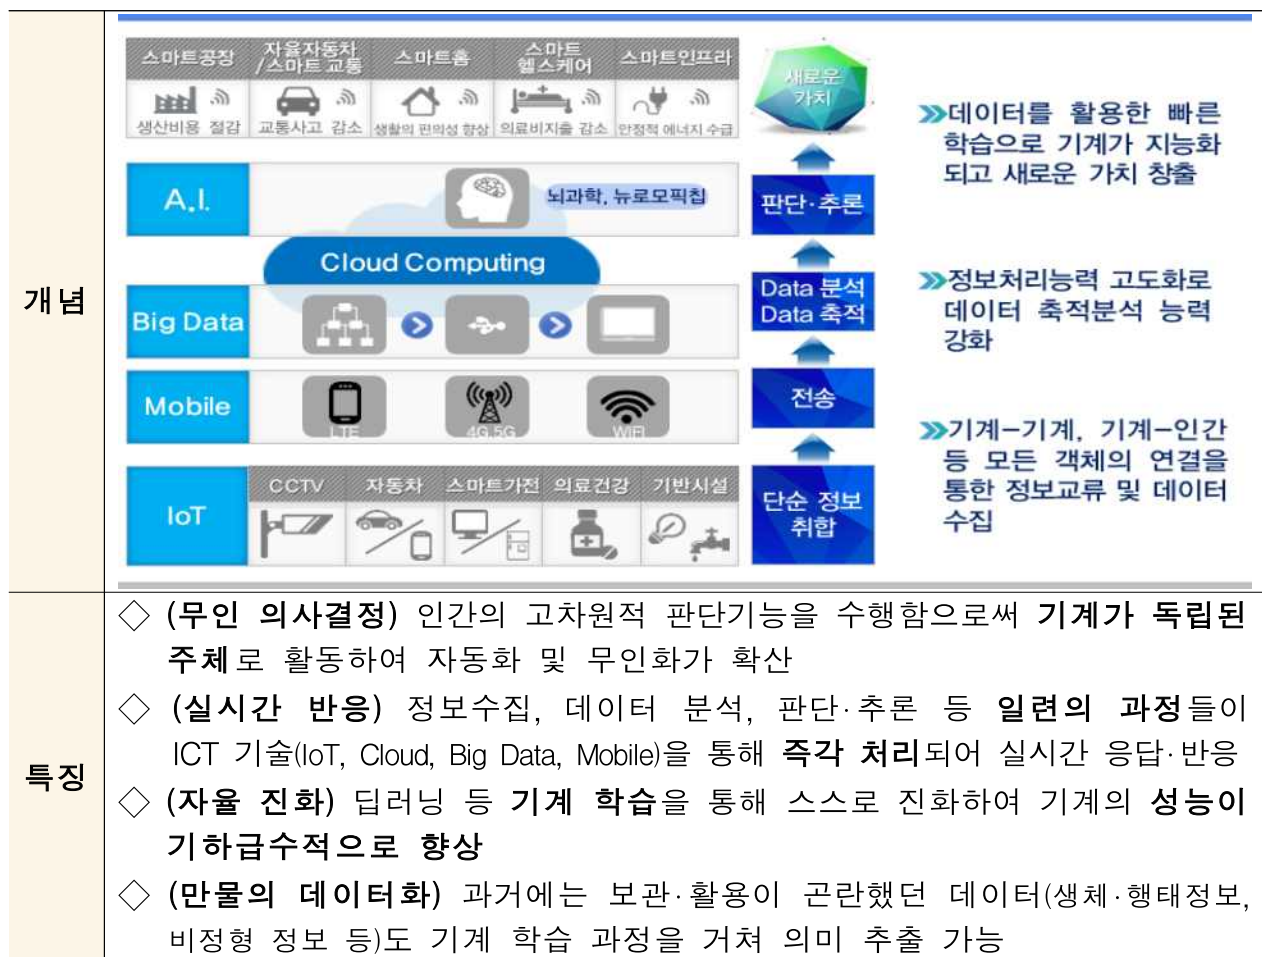 개념
스마트공장
자율자동차
/스마트 교통
스마트홈
스마트
헬스케어
스마트인프라
생산비용 절감
교통사고 감소
생활의 편의성 향상
의료비지출 감소
안정적 에너지 수급
새로운
가치
A.I.
뇌과학, 뉴로모픽칩
판단·추론
Cloud Computing
Big Data
Data 분석
Data 축적
Mobile
LTE
4G,5G
WiFi
전송
IoT
CCTV
자동차
스마트가전
의료건강
기반시설
단순 정보
취합
데이터를 활용한 빠른
학습으로 기계가 지능화
되고 새로운 가치 창출
정보처리능력 고도화로
데이터 축적분석 능력
강화
기계-기계, 기계-인간
등 모든 객체의 연결을
통한 정보교류 및 데이터
수집
특징
◇ (무인 의사결정) 인간의 고차원적 판단기능을 수행함으로써 기계가 독립된
주체로 활동하여 자동화 및 무인화가 확산
◇ (실시간 반응) 정보수집, 데이터 분석, 판단·추론 등 일련의 과정들이
ICT 기술(IoT, Cloud, Big Data, Mobile)을 통해 즉각 처리되어 실시간 응답·반응
◇ (자율 진화) 딥러닝 등 기계 학습을 통해 스스로 진화하여 기계의 성능이
기하급수적으로 향상
◇ (만물의 데이터화) 과거에는 보관·활용이 곤란했던 데이터(생체·행태정보,
비정형 정보 등)도 기계 학습 과정을 거쳐 의미 추출 가능